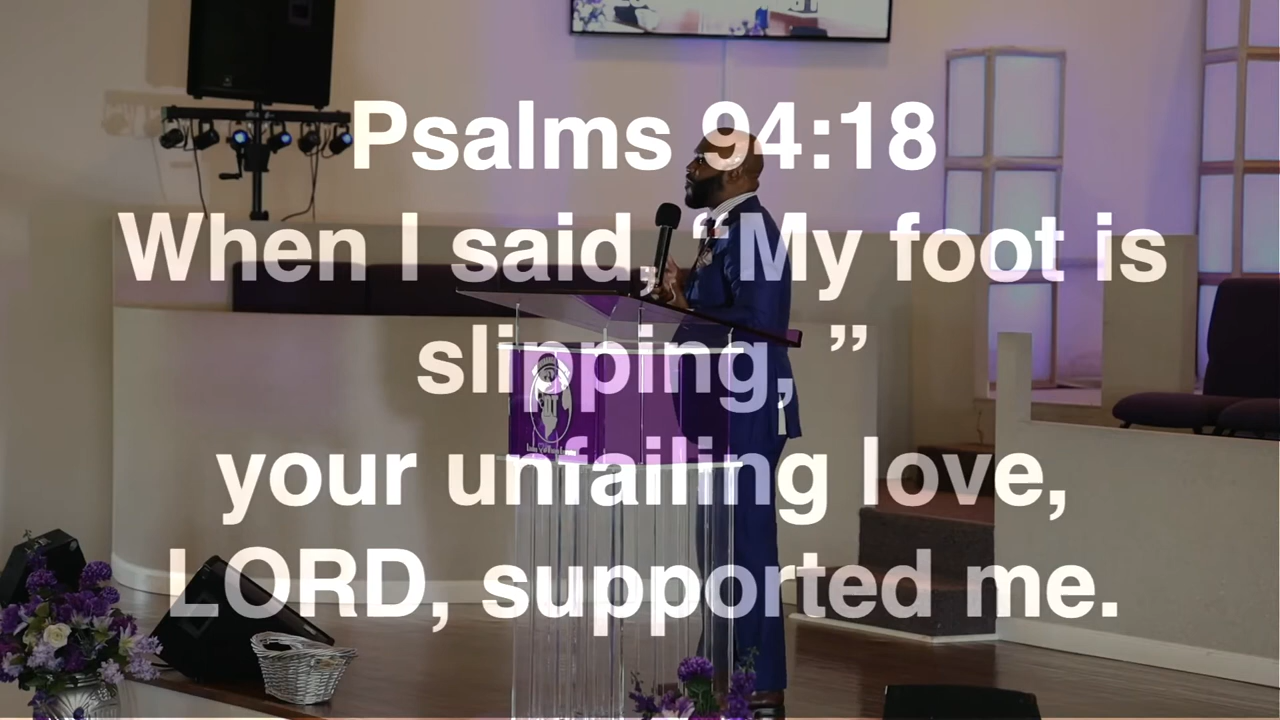 Psalms 94:18
When I said, “My foot is
slipping, ”
your unfailing love,
LORD, supported me.